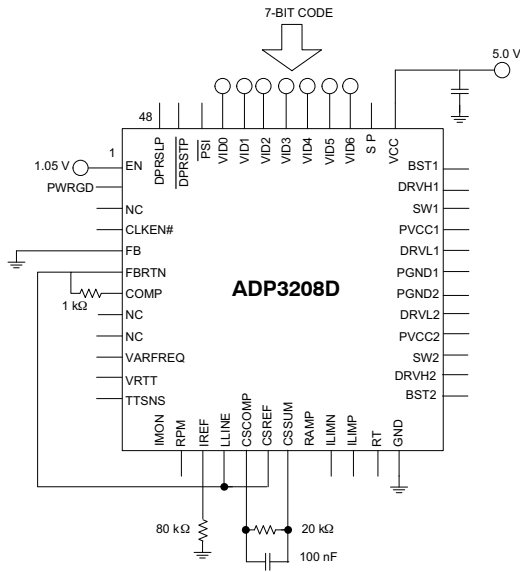 7-BIT CODE
5.0 V
48
DPRSLP
DPRSTP
PSI
VID0
VID1
VID2
VID3
VID4
VID5
VID6
S P
VCC
1
1.05 V
EN
PWRGD
NC
CLKEN#
FB
FBRTN
COMP
1 kΩ
NC
NC
VARFREQ
VRTT
TTSNS
ADP3208D
BST1
DRVH1
SW1
PVCC1
DRVL1
PGND1
PGND2
DRVL2
PVCC2
SW2
DRVH2
BST2
IMON
RPM
IREF
LLINE
CSCOMP
CSREF
CSSUM
RAMP
ILIMN
ILIMP
RT
GND
80 kΩ
20 kΩ
100 nF